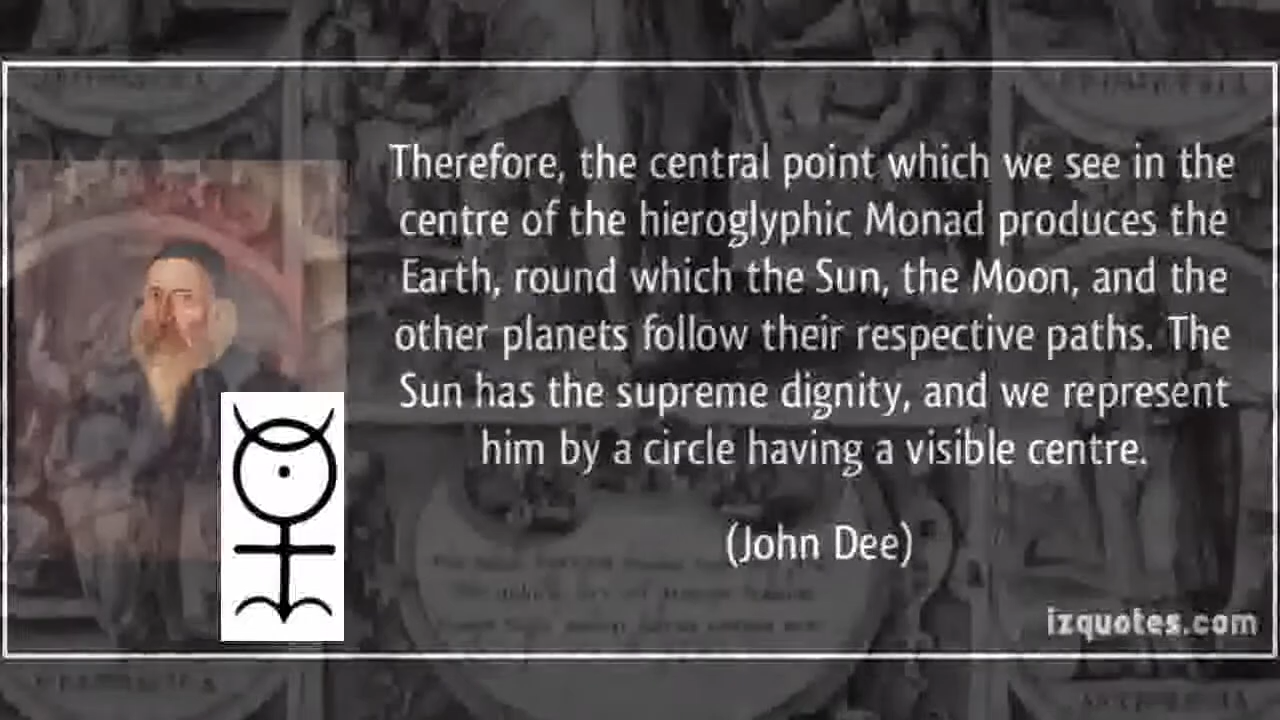 Therefore, the central point which we see in the
centre of the hieroglyphic Monad produces the
Earth, round which the Sun, the Moon, and the
other planets follow their respective paths. The
Sun has the supreme dignity, and we represent
him by a circle having a visible centre.
(John Dee)
izquotes.com